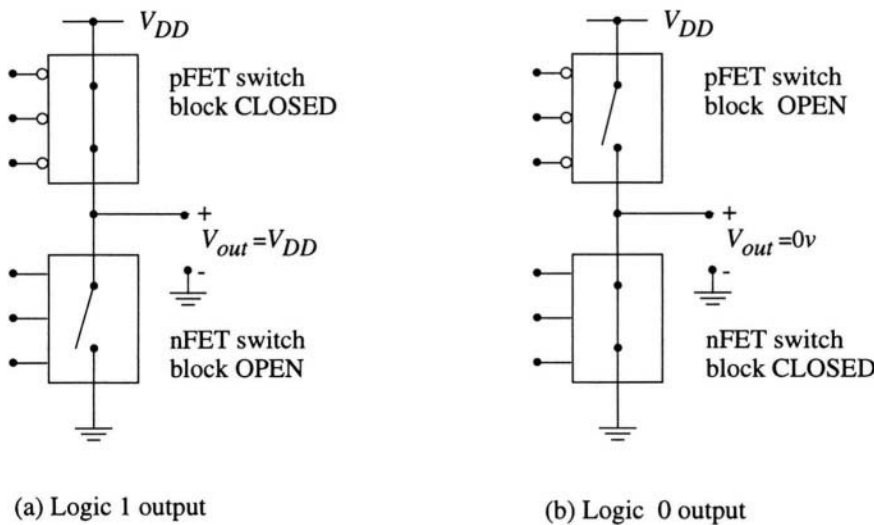 V_DD
pFET switch
block CLOSED
+
V_out =V_DD
-
nFET switch
block OPEN
(a) Logic 1 output
V_DD
pFET switch
block OPEN
+
V_out =0v
-
nFET switch
block CLOSED
(b) Logic 0 output